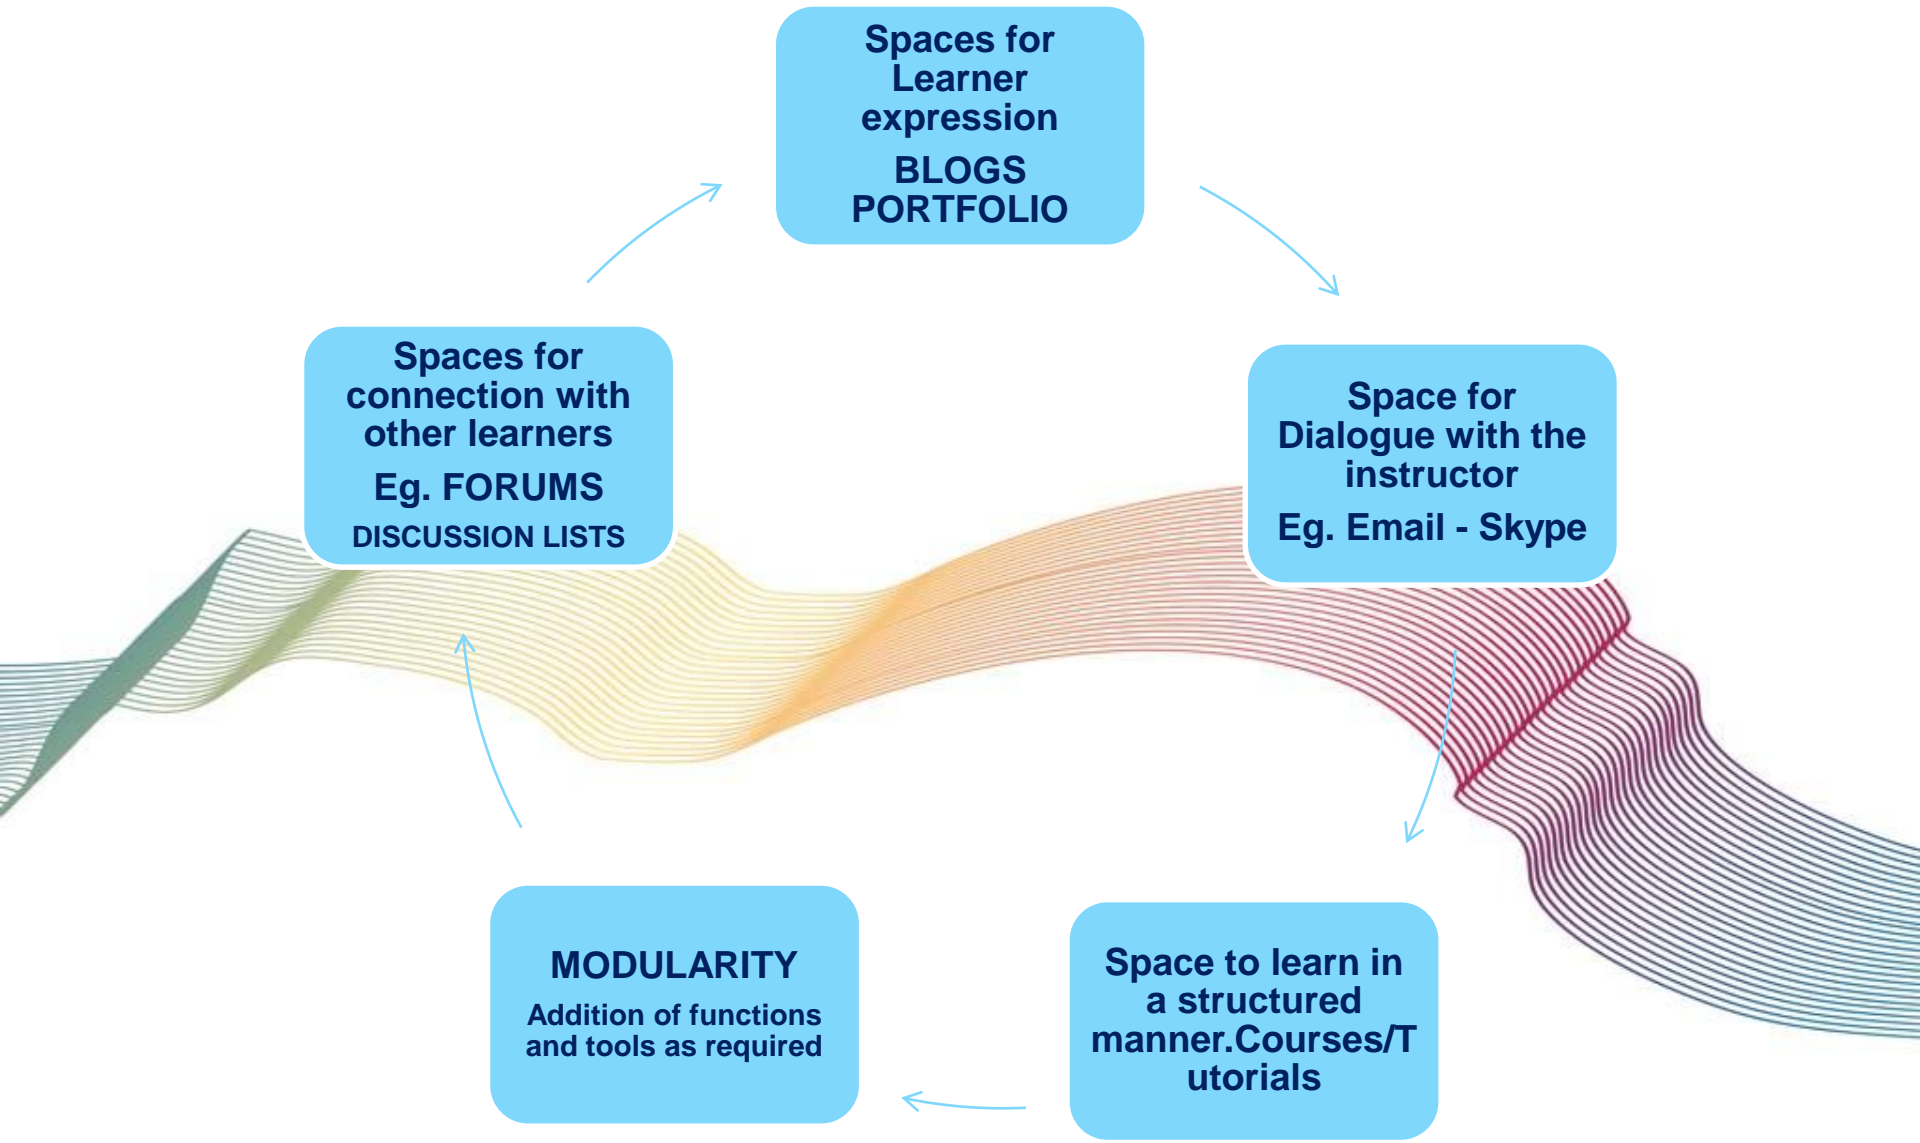 Spaces for
Learner
expression
BLOGS
PORTFOLIO
Spaces for
connection with
other learners
Eg. FORUMS
DISCUSSION LISTS
Space for
Dialogue with the
instructor
Eg. Email - Skype
MODULARITY
Addition of functions
and tools as required
Space to learn in
a structured
manner.Courses/T
utorials